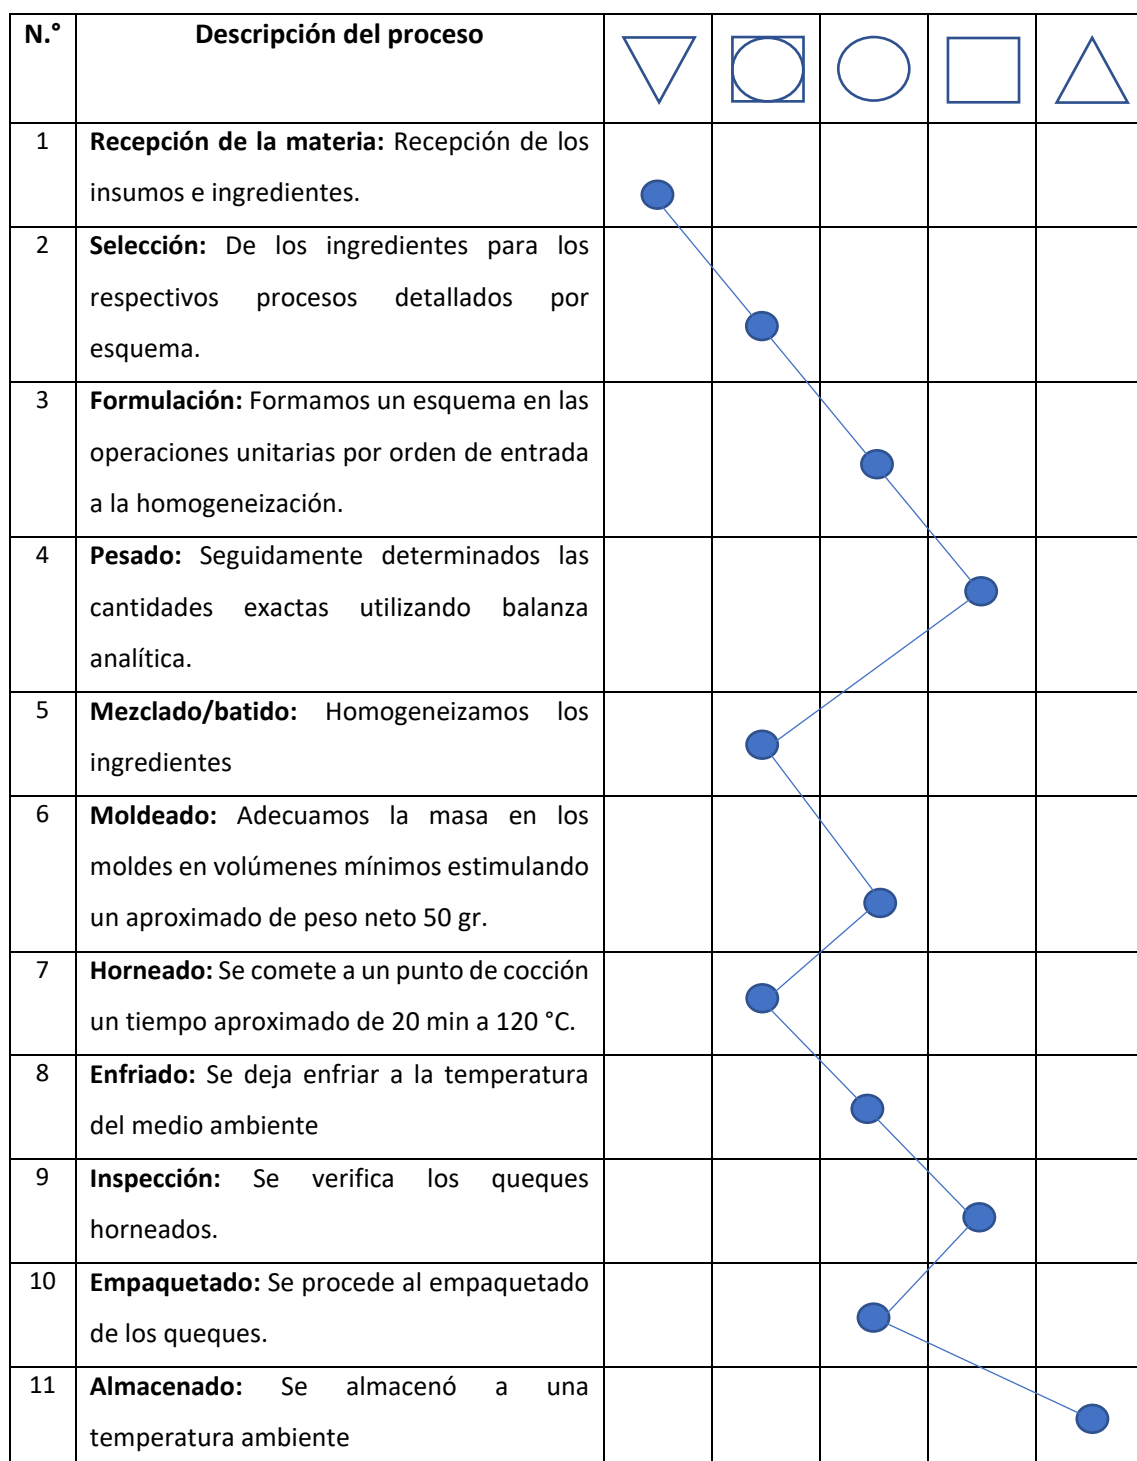 N.° Descripción del proceso
1 Recepción de la materia: Recepción de los
insumos e ingredientes.
2 Selección: De los ingredientes para los
respectivos procesos detallados por
esquema.
3 Formulación: Formamos un esquema en las
operaciones unitarias por orden de entrada
a la homogeneización.
4 Pesado: Seguidamente determinados las
cantidades exactas utilizando balanza
analítica.
5 Mezclado/batido: Homogeneizamos los
ingredientes
6 Moldeado: Adecuamos la masa en los
moldes en volúmenes mínimos estimulando
un aproximado de peso neto 50 gr.
7 Horneado: Se comete a un punto de cocción
un tiempo aproximado de 20 min a 120 °C.
8 Enfriado: Se deja enfriar a la temperatura
del medio ambiente
9 Inspección: Se verifica los queques
horneados.
10 Empaquetado: Se procede al empaquetado
de los queques.
11 Almacenado: Se almacenó a una
temperatura ambiente